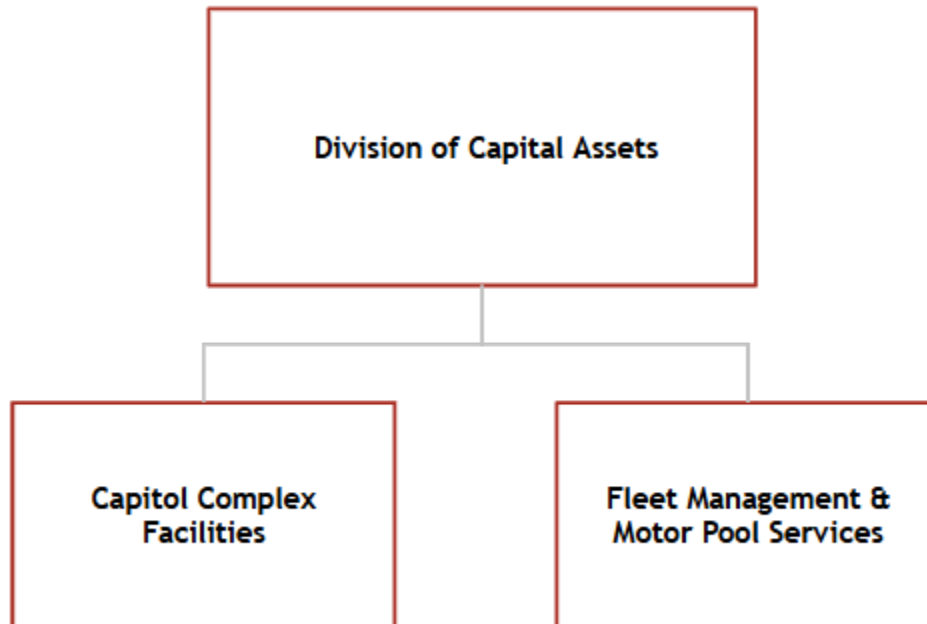 Division of Capital Assets
Capitol Complex
Facilities
Fleet Management &
Motor Pool Services